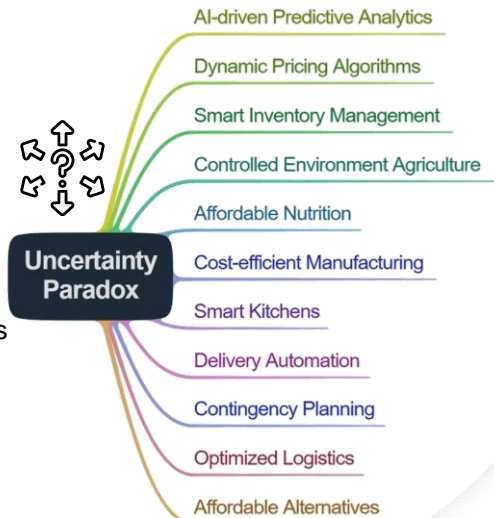 AI-driven Predictive Analytics
Dynamic Pricing Algorithms
Smart Inventory Management
Controlled Environment Agriculture
Affordable Nutrition
Uncertainty
Paradox
Cost-efficient Manufacturing
Smart Kitchens
s
Delivery Automation
Contingency Planning
Optimized Logistics
Affordable Alternatives